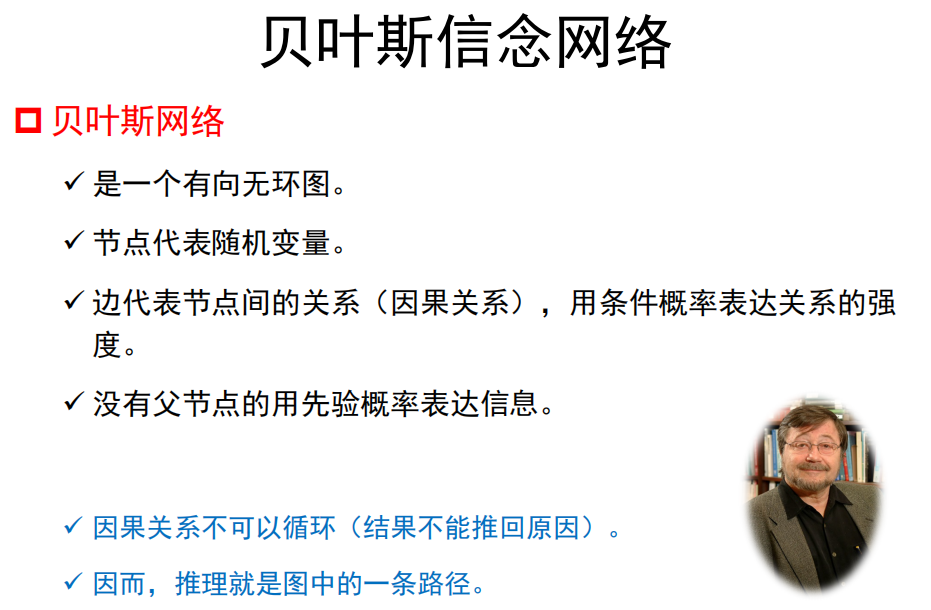 贝叶斯信念网络
贝叶斯网络
✓ 是一个有向无环图。
✓ 节点代表随机变量。
✓ 边代表节点间的关系（因果关系），用条件概率表达关系的强
度。
✓ 没有父节点的用先验概率表达信息。
✓ 因果关系不可以循环（结果不能推回原因）。
✓ 因而，推理就是图中的一条路径。